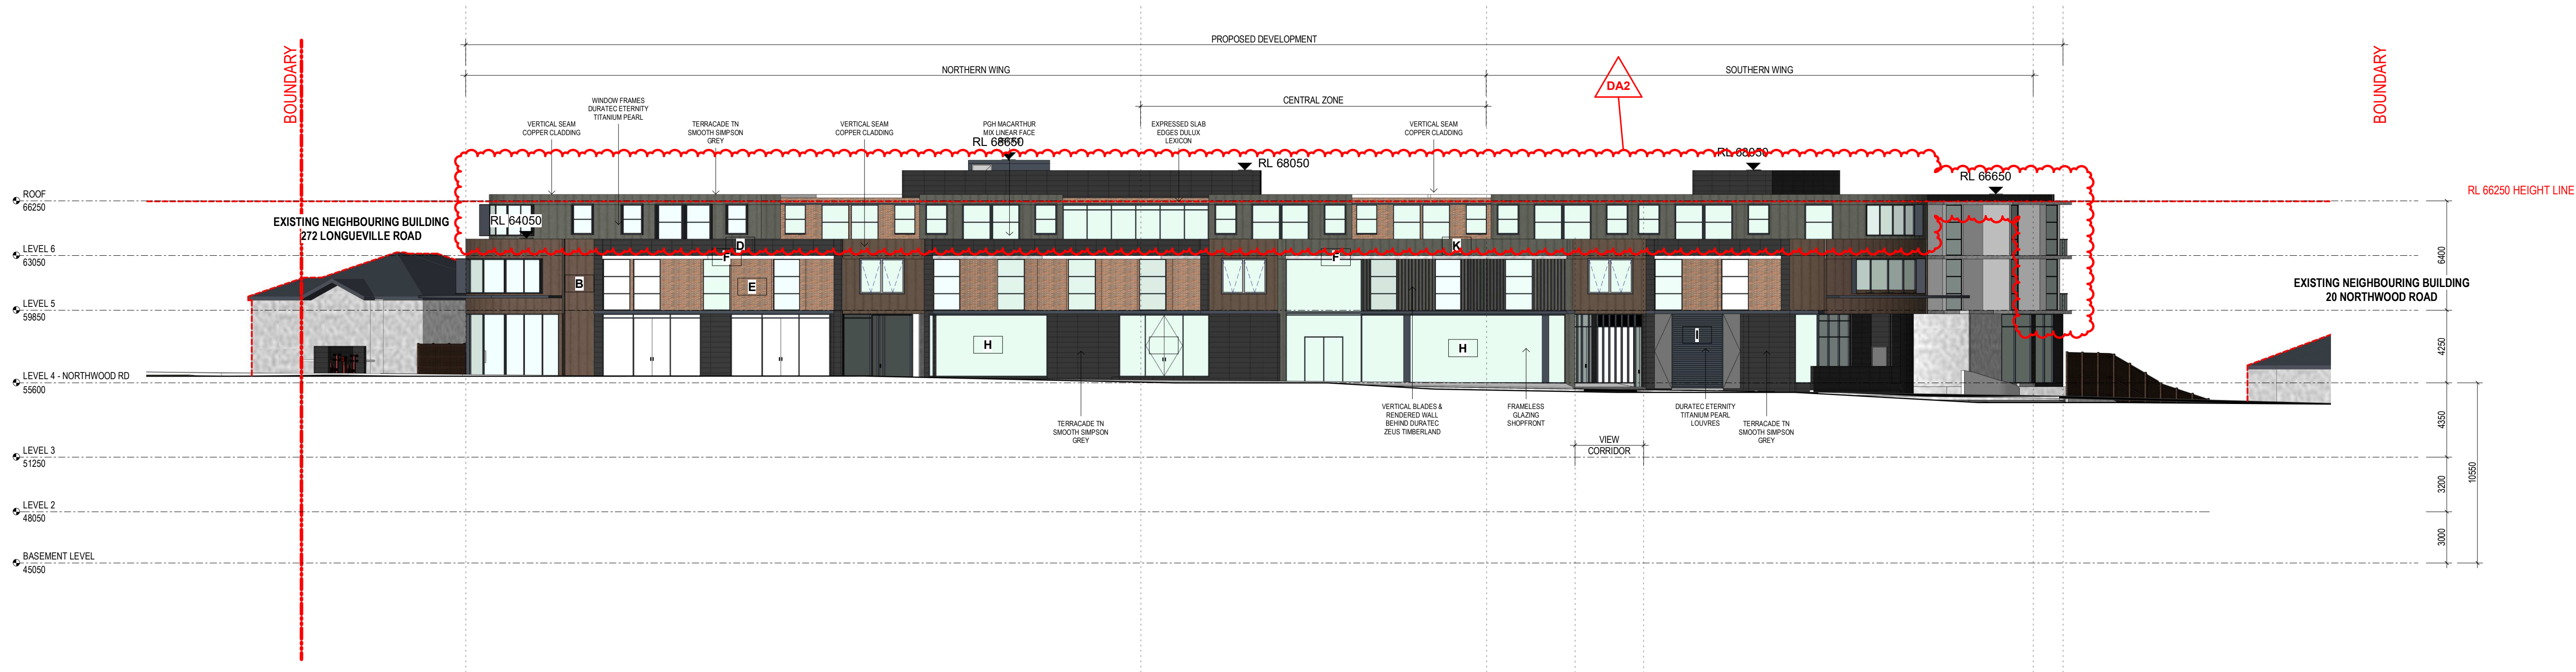 PROPOSED DEVELOPMENT
NORTHERN WING
SOUTHERN WING
CENTRAL ZONE
BOUNDARY
BOUNDARY
DA2
WINDOW FRAMES
DURATEC ETERNITY
TITANIUM PEARL
VERTICAL SEAM
COPPER CLADDING
TERRACADE TN
SMOOTH SIMPSON
GREY
VERTICAL SEAM
COPPER CLADDING
PGH MACARTHUR
MIX LINEAR FACE
EXPRESSED SLAB
EDGES DULUX
LEXICON
VERTICAL SEAM
COPPER CLADDING
RL 68650
RL 68050
RL 68050
RL 66650
RL 64050
RL 66250 HEIGHT LINE
ROOF
66250
LEVEL 6
63050
LEVEL 5
59850
LEVEL 4 - NORTHWOOD RD
55600
LEVEL 3
51250
LEVEL 2
48050
BASEMENT LEVEL
45050
EXISTING NEIGHBOURING BUILDING
272 LONGUEVILLE ROAD
EXISTING NEIGHBOURING BUILDING
20 NORTHWOOD ROAD
D
F
B
E
F
K
H
H
I
TERRACADE TN
SMOOTH SIMPSON
GREY
VERTICAL BLADES &
RENDERED WALL
BEHIND DURATEC
ZEUS TIMBERLAND
FRAMELESS
GLAZING
SHOPFRONT
DURATEC ETERNITY
TITANIUM PEARL
LOUVRES
TERRACADE TN
SMOOTH SIMPSON
GREY
VIEW
CORRIDOR
6400
4250
4350
3200
3000
10550